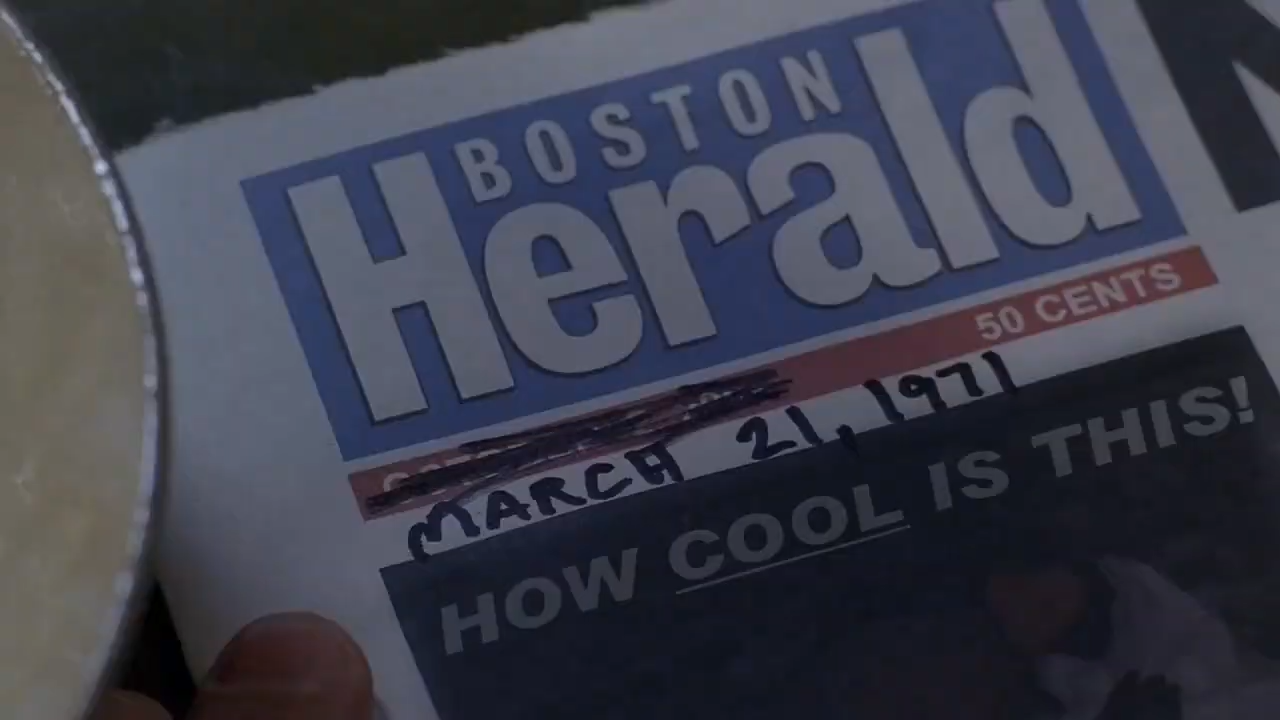 BOSTON
Herald
50 CENTS
MARCH 21, 1971
HOW COOL IS THIS!